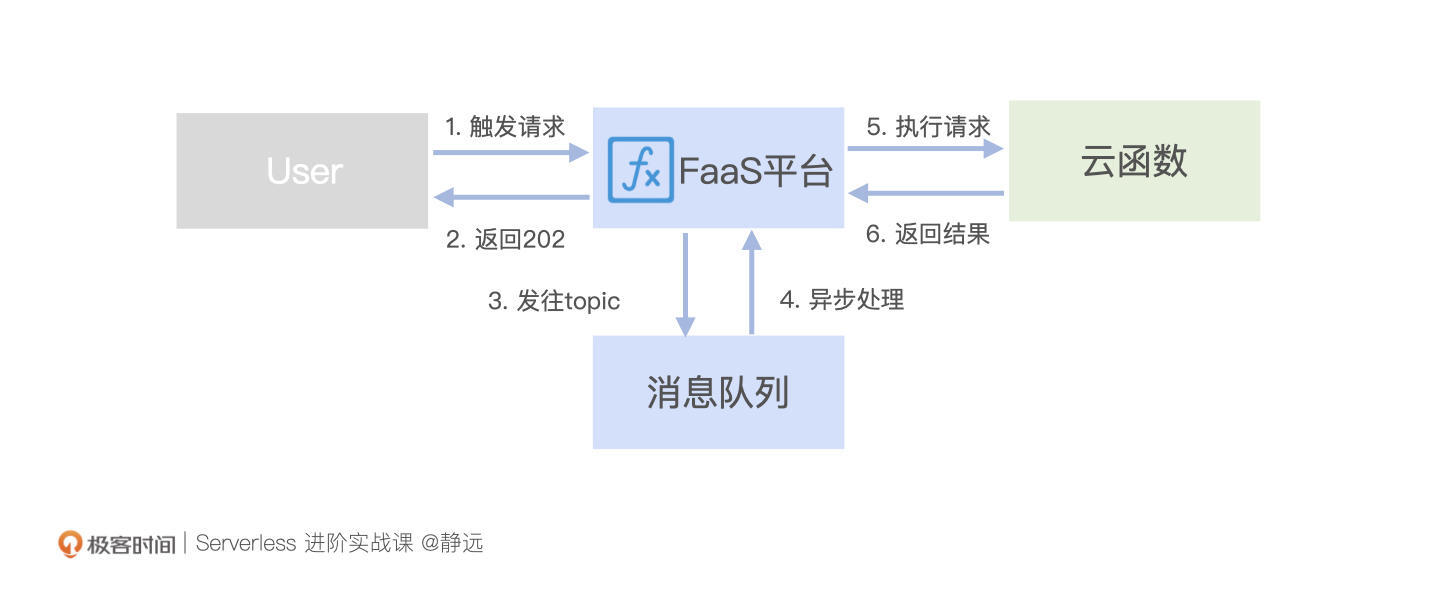 User
1. 触发请求
2. 返回202
fx
FaaS平台
5. 执行请求
6. 返回结果
云函数
3. 发往topic
4. 异步处理
消息队列
极客时间 | Serverless 进阶实战课 @静远